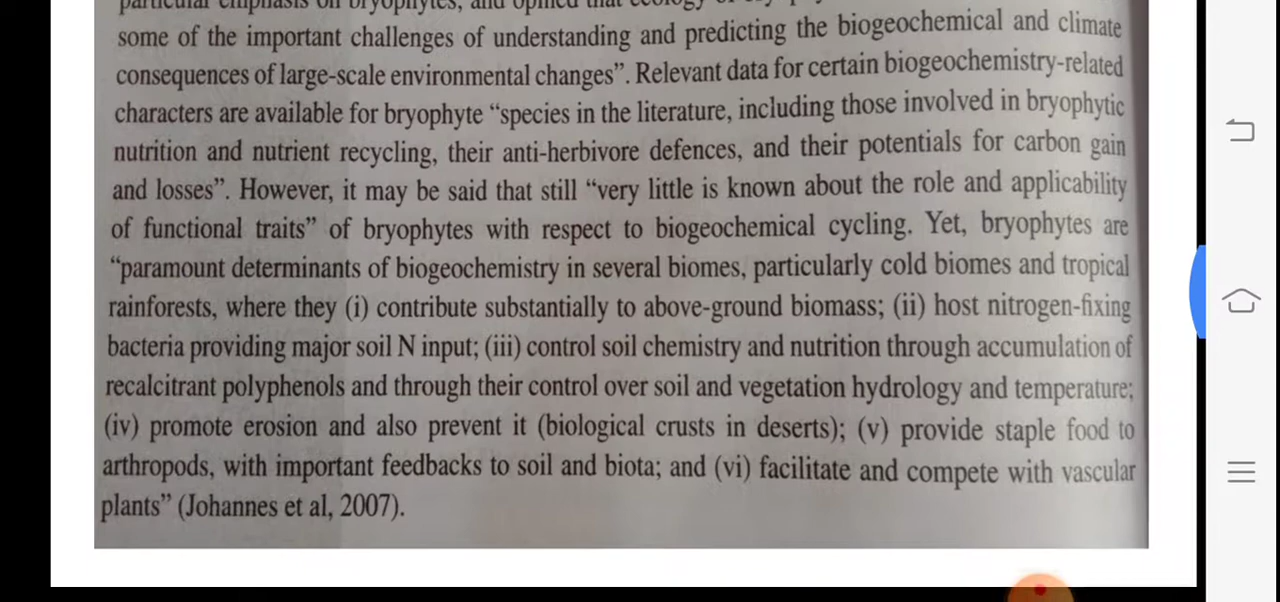 particular emphasis on bryophytes, and opined that ecology of
some of the important challenges of understanding and predicting the biogeochemical and climate
consequences of large-scale environmental changes”. Relevant data for certain biogeochemistry-related
characters are available for bryophyte “species in the literature, including those involved in bryophytic
nutrition and nutrient recycling, their anti-herbivore defences, and their potentials for carbon gain
and losses”. However, it may be said that still “very little is known about the role and applicability
of functional traits” of bryophytes with respect to biogeochemical cycling. Yet, bryophytes are
“paramount determinants of biogeochemistry in several biomes, particularly cold biomes and tropical
rainforests, where they (i) contribute substantially to above-ground biomass; (ii) host nitrogen-fixing
bacteria providing major soil N input; (iii) control soil chemistry and nutrition through accumulation of
recalcitrant polyphenols and through their control over soil and vegetation hydrology and temperature;
(iv) promote erosion and also prevent it (biological crusts in deserts); (v) provide staple food to
arthropods, with important feedbacks to soil and biota; and (vi) facilitate and compete with vascular
plants” (Johannes et al, 2007).